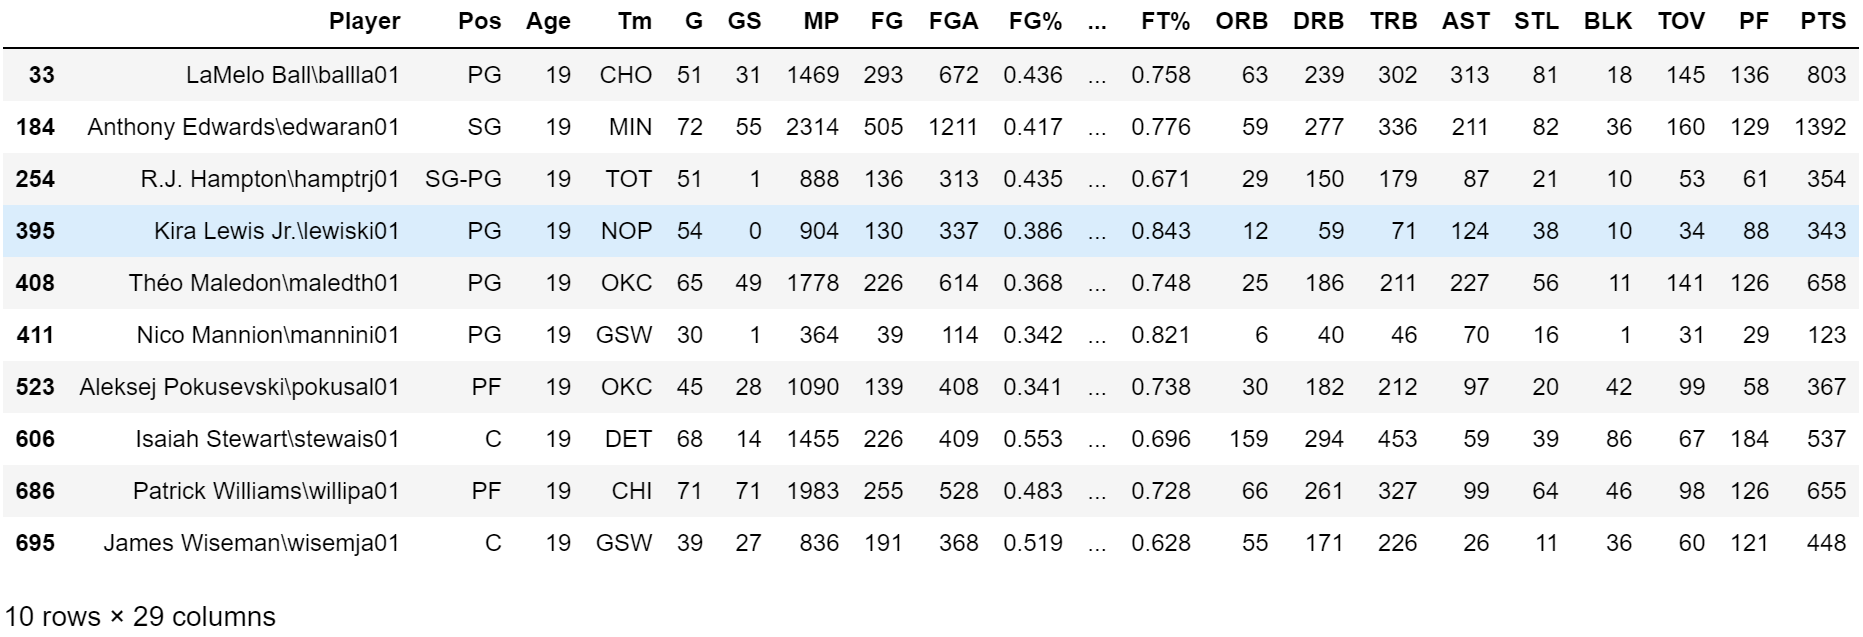 Player Pos Age Tm G GS MP FG FGA FG% ... FT% ORB DRB TRB AST STL BLK TOV PF PTS
33 LaMelo Ball\ballla01 PG 19 CHO 51 31 1469 293 672 0.436 ... 0.758 63 239 302 313 81 18 145 136 803
184 Anthony Edwards\edwaran01 SG 19 MIN 72 55 2314 505 1211 0.417 ... 0.776 59 277 336 211 82 36 160 129 1392
254 R.J. Hampton\hamptrj01 SG-PG 19 TOT 51 1 888 136 313 0.435 ... 0.671 29 150 179 87 21 10 53 61 354
395 Kira Lewis Jr.\lewiski01 PG 19 NOP 54 0 904 130 337 0.386 ... 0.843 12 59 71 124 38 10 34 88 343
408 Théo Maledon\maledth01 PG 19 OKC 65 49 1778 226 614 0.368 ... 0.748 25 186 211 227 56 11 141 126 658
411 Nico Mannion\mannini01 PG 19 GSW 30 1 364 39 114 0.342 ... 0.821 6 40 46 70 16 1 31 29 123
523 Aleksej Pokusevski\pokusal01 PF 19 OKC 45 28 1090 139 408 0.341 ... 0.738 30 182 212 97 20 42 99 58 367
606 Isaiah Stewart\stewais01 C 19 DET 68 14 1455 226 409 0.553 ... 0.696 159 294 453 59 39 86 67 184 537
686 Patrick Williams\willipa01 PF 19 CHI 71 71 1983 255 528 0.483 ... 0.728 66 261 327 99 64 46 98 126 655
695 James Wiseman\wisemja01 C 19 GSW 39 27 836 191 368 0.519 ... 0.628 55 171 226 26 11 36 60 121 448
10 rows × 29 columns